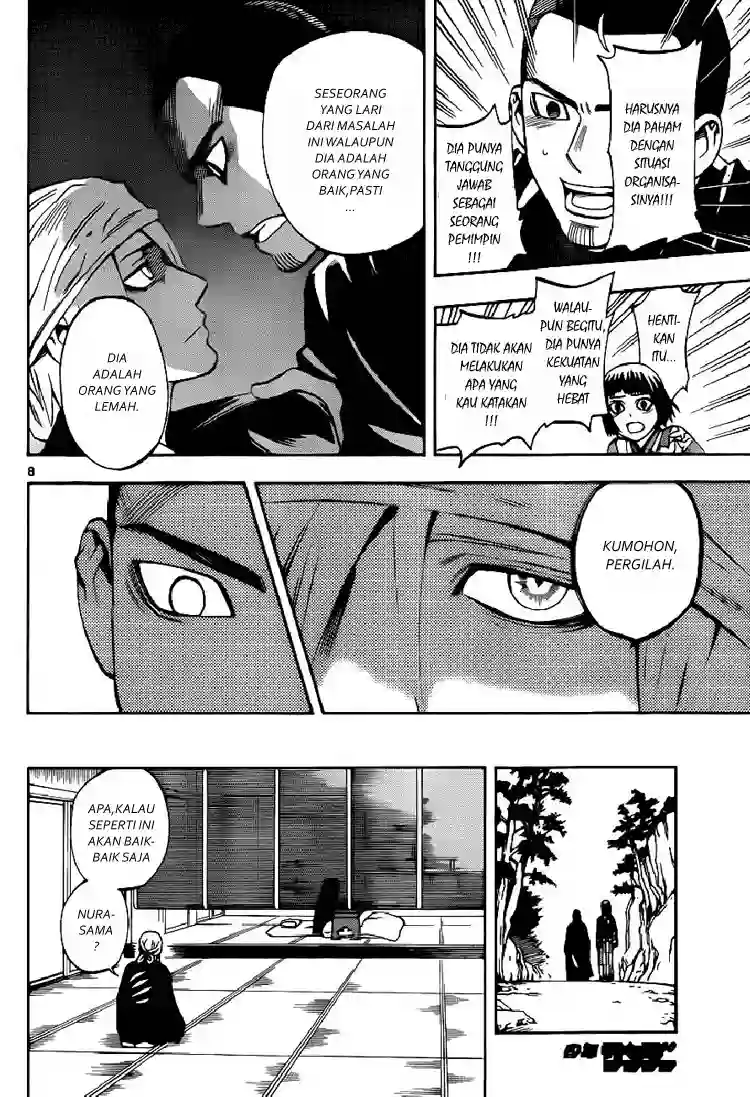 HARUSNYA
DIA PAHAM
DENGAN
SITUASI
ORGANISA-
SINYA!!!
DIA PUNYA
TANGGUNG
JAWAB
SEBAGAI
SEORANG
PEMIMPIN
!!!
SESEORANG
YANG LARI
DARI MASALAH
INI WALAUPUN
DIA ADALAH
ORANG YANG
BAIK,PASTI
...
DIA
ADALAH
ORANG YANG
LEMAH.
HENTI-
KAN
ITU...
WALAU-
PUN BEGITU,
DIA PUNYA
KEKUATAN
YANG
HEBAT
DIA TIDAK AKAN
MELAKUKAN
APA YANG
KAU KATAKAN
!!!
8
KUMOHON,
PERGILAH.
APA,KALAU
SEPERTI INI
AKAN BAIK-
BAIK SAJA
NURA-
SAMA
?